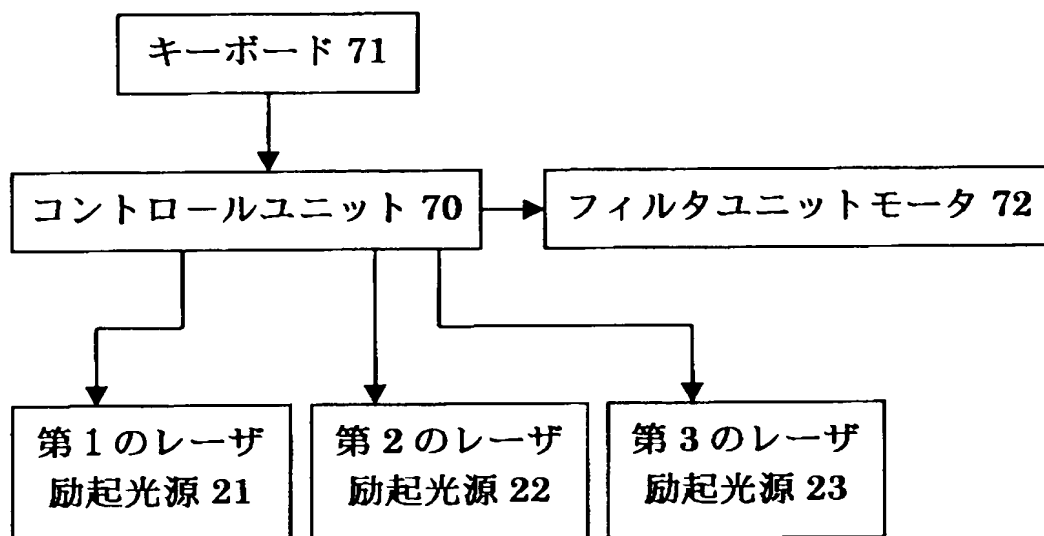 キーボード 71
コントロールユニット 70
フィルタユニットモータ 72
第1のレーザ
励起光源 21
第2のレーザ
励起光源 22
第3のレーザ
励起光源 23